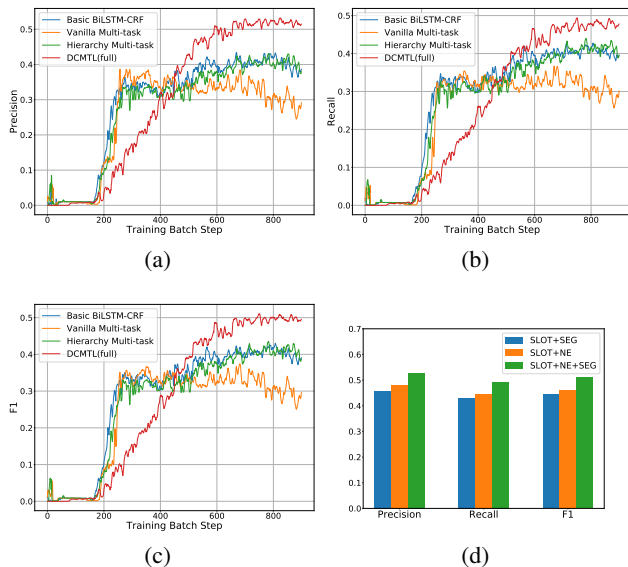 Basic BiLSTM-CRF
Vanilla Multi-task
Hierarchy Multi-task
DCMTL(full)
0.5
0.4
0.3
0.2
0.1
0.0
Precision
0 200 400 600 800
Training Batch Step
(a)
Basic BiLSTM-CRF
Vanilla Multi-task
Hierarchy Multi-task
DCMTL(full)
0.5
0.4
0.3
0.2
0.1
0.0
Recall
0 200 400 600 800
Training Batch Step
(b)
Basic BiLSTM-CRF
Vanilla Multi-task
Hierarchy Multi-task
DCMTL(full)
0.5
0.4
0.3
0.2
0.1
0.0
F1
0 200 400 600 800
Training Batch Step
(c)
SLOT+SEG
SLOT+NE
SLOT+NE+SEG
0.7
0.6
0.5
0.4
0.3
0.2
0.1
0.0
Precision Recall F1
(d)